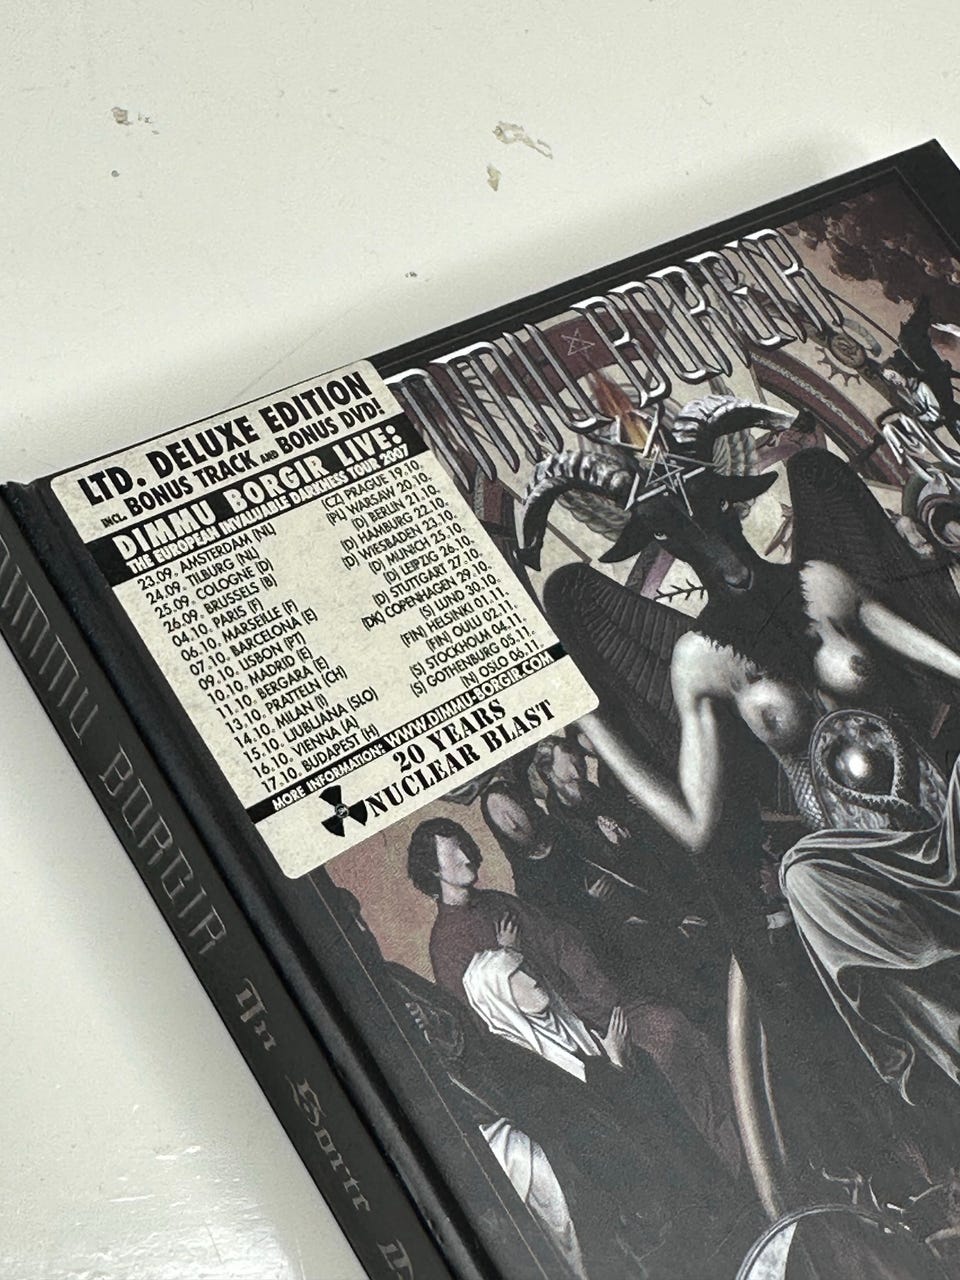 DIMMU BORGIR
LTD. DELUXE EDITION
INCL. BONUS TRACK AND BONUS DVD!
DIMMU BORGIR LIVE:
THE EUROPEAN INVALUABLE DARKNESS TOUR 2007
23.09. AMSTERDAM (NL)
24.09. TILBURG (NL)
25.09. COLOGNE (D)
26.09. BRUSSELS (B)
04.10. PARIS (F)
06.10. MARSEILLE (F)
07.10. BARCELONA (E)
09.10. LISBON (PT)
10.10. MADRID (E)
11.10. BERGARA (E)
13.10. PRATTELN (CH)
14.10. MILAN (I)
15.10. LJUBLJANA (SLO)
16.10. VIENNA (A)
17.10. BUDAPEST (H)
(CZ) PRAGUE 19.10.
(PL) WARSAW 20.10.
(D) BERLIN 21.10.
(D) HAMBURG 22.10.
(D) WIESBADEN 23.10.
(D) MUNICH 25.10.
(D) LEIPZIG 26.10.
(D) STUTTGART 27.10.
(DK) COPENHAGEN 29.10.
(S) LUND 30.10.
(FIN) HELSINKI 01.11.
(FIN) OULU 02.11.
(S) STOCKHOLM 04.11.
(S) GOTHENBURG 05.11.
(N) OSLO 06.11.
MORE INFORMATION: WWW.DIMMU-BORGIR.COM
20 YEARS
NUCLEAR BLAST
DIMMU BORGIR In Sorte